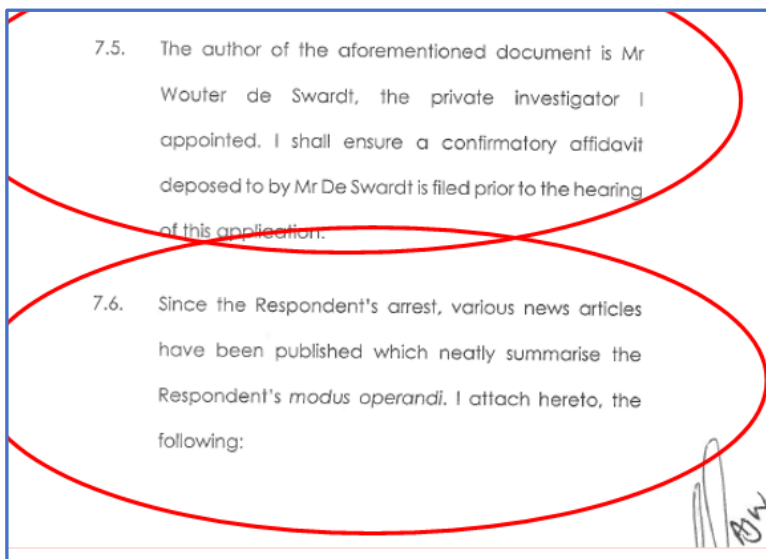 7.5. The author of the aforementioned document is Mr
Wouter de Swardt, the private investigator I
appointed. I shall ensure a confirmatory affidavit
deposed to by Mr De Swardt is filed prior to the hearing
of this application.
7.6. Since the Respondent's arrest, various news articles
have been published which neatly summarise the
Respondent's modus operandi. I attach hereto, the
following: